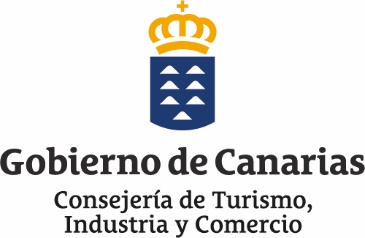 Gobierno de Canarias
Consejería de Turismo,
Industria y Comercio